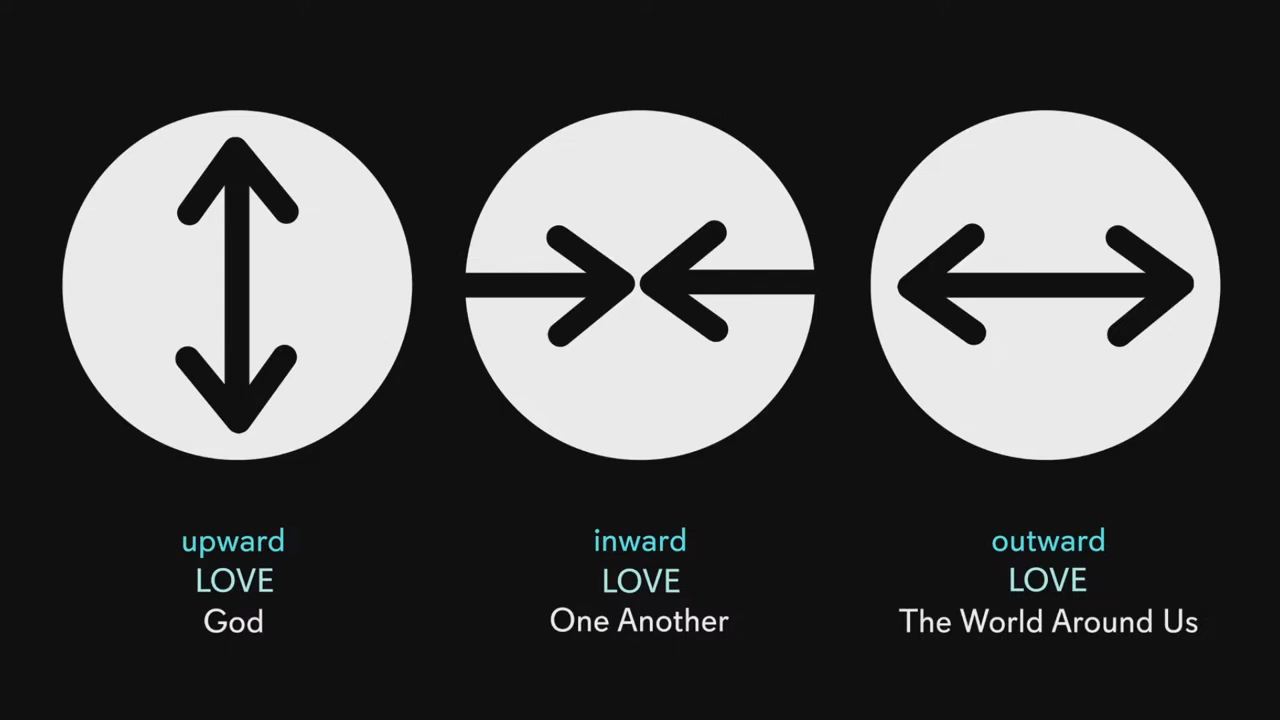 upward
LOVE
God
inward
LOVE
One Another
outward
LOVE
The World Around Us